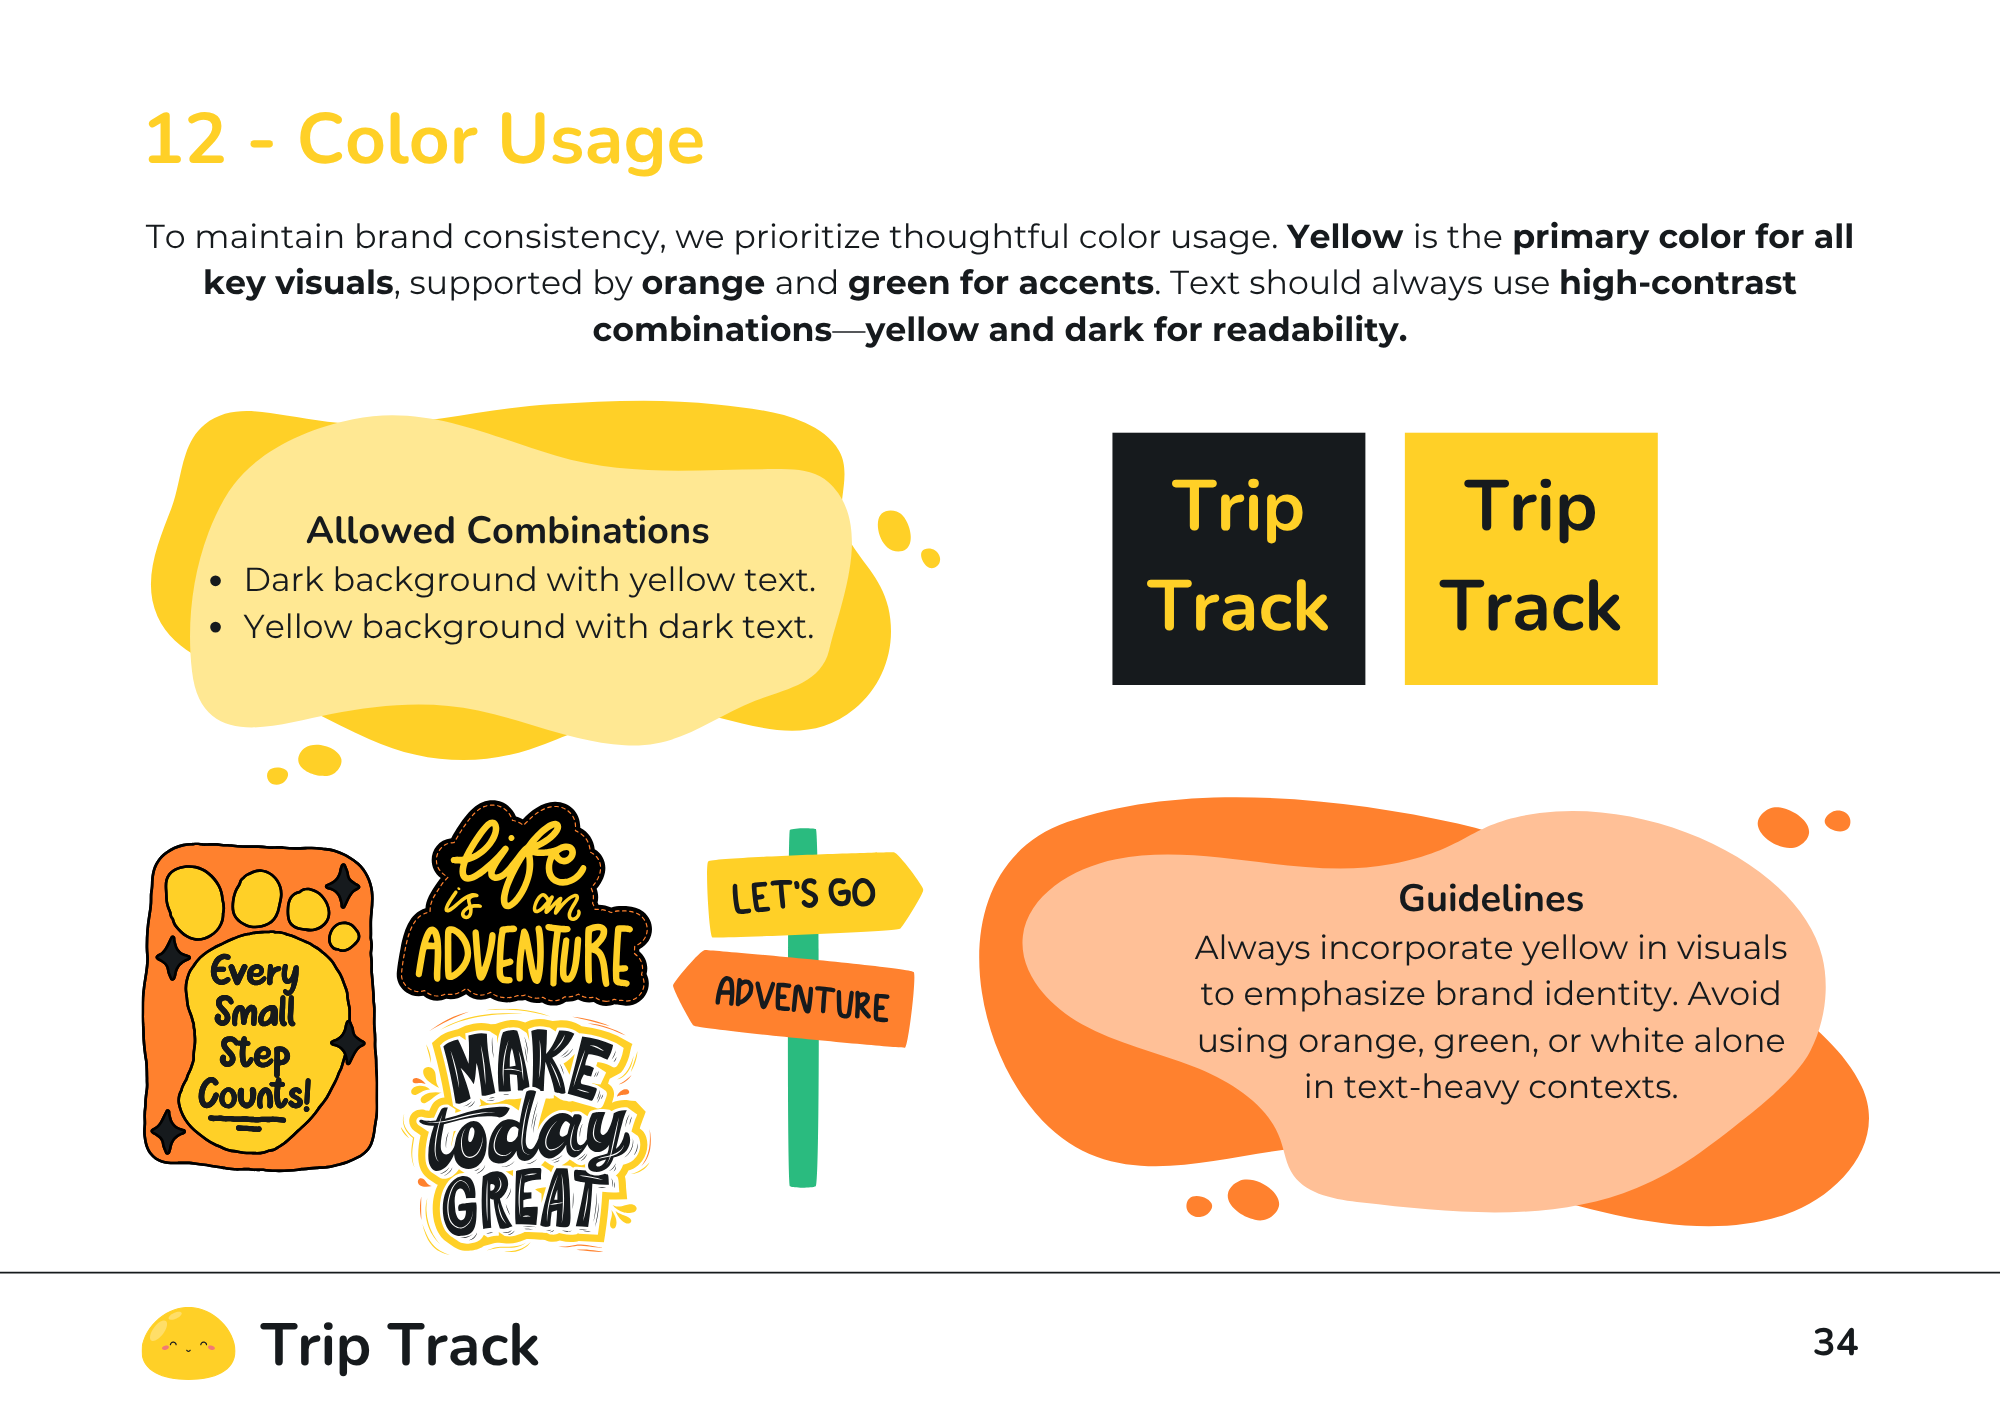 12 - Color Usage
To maintain brand consistency, we prioritize thoughtful color usage. Yellow is the primary color for all
key visuals, supported by orange and green for accents. Text should always use high-contrast
combinations—yellow and dark for readability.
Allowed Combinations
• Dark background with yellow text.
• Yellow background with dark text.
Trip
Track
Trip
Track
Every
Small
Step
Counts!
life
is an
ADVENTURE
MAKE
today
GREAT
LET'S GO
ADVENTURE
Guidelines
Always incorporate yellow in visuals
to emphasize brand identity. Avoid
using orange, green, or white alone
in text-heavy contexts.
Trip Track
34